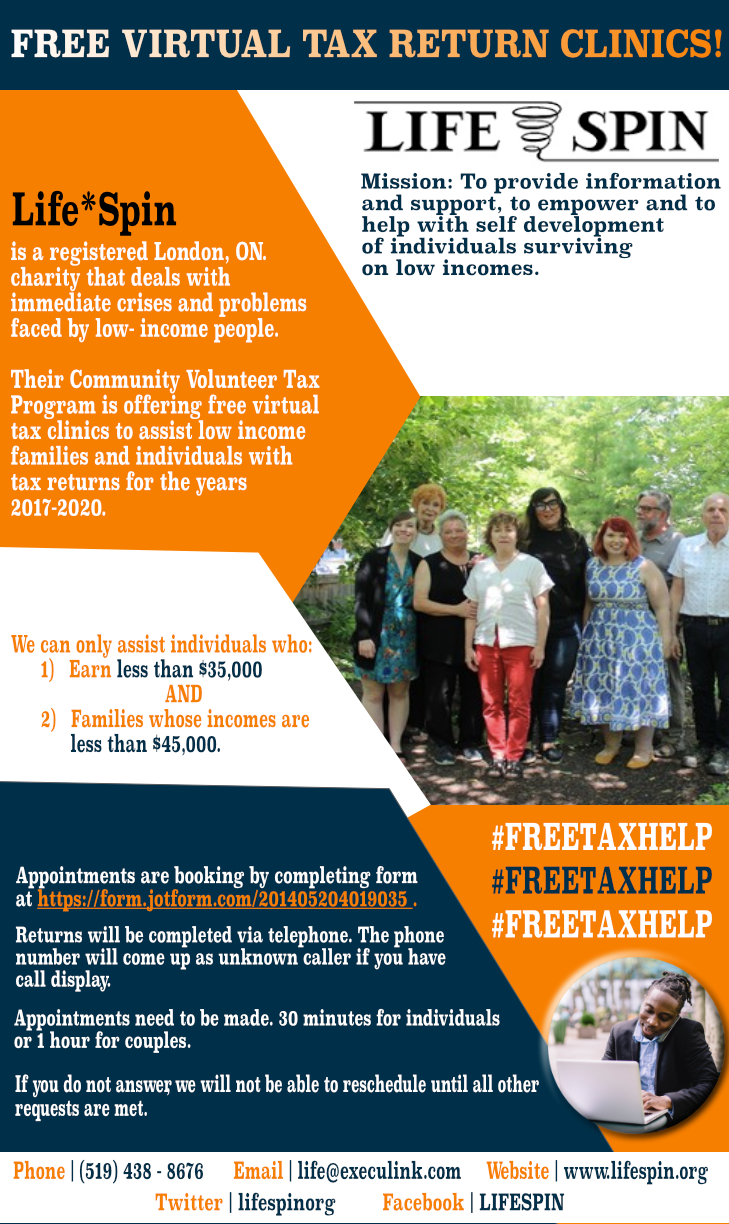 FREE VIRTUAL TAX RETURN CLINICS!
LIFE SPIN
Mission: To provide information
and support, to empower and to
help with self development
of individuals surviving
on low incomes.
Life*Spin
is a registered London, ON.
charity that deals with
immediate crises and problems
faced by low- income people.
Their Community Volunteer Tax
Program is offering free virtual
tax clinics to assist low income
families and individuals with
tax returns for the years
2017-2020.
We can only assist individuals who:
1) Earn less than $35,000
AND
2) Families whose incomes are
less than $45,000.
#FREETAXHELP
#FREETAXHELP
#FREETAXHELP
Appointments are booking by completing form
at https://form.jotform.com/201405204019035 .
Returns will be completed via telephone. The phone
number will come up as unknown caller if you have
call display.
Appointments need to be made. 30 minutes for individuals
or 1 hour for couples.
If you do not answer, we will not be able to reschedule until all other
requests are met.
Phone | (519) 438 - 8676 Email | life@execulink.com Website | www.lifespin.org
Twitter | lifespinorg Facebook | LIFESPIN